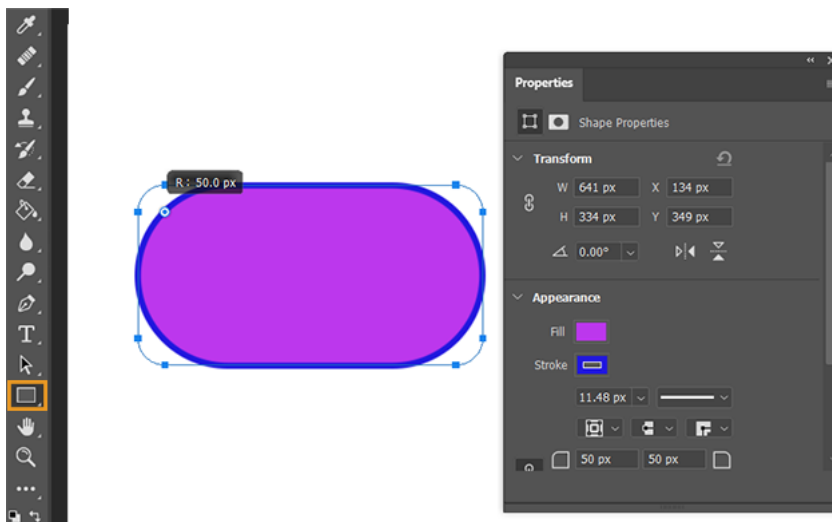 R: 50.0 px
Properties
Shape Properties
Transform
W 641 px X 134 px
H 334 px Y 349 px
0.00°
Appearance
Fill
Stroke
11.48 px
50 px 50 px